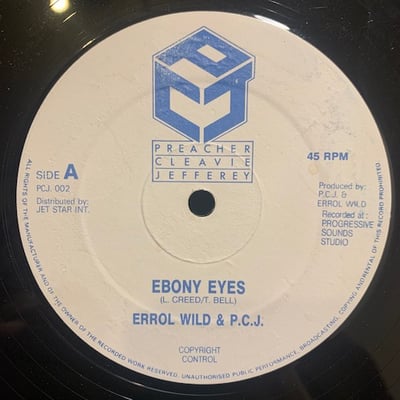 PREACHER
CLEAVIE
JEFFEREY
SIDE A
PCJ. 002
Distributed by:
JET STAR INT.
45 RPM
Produced by:
P.C.J. &
ERROL WILD
Recorded at:
PROGRESSIVE
SOUNDS
STUDIO
EBONY EYES
(L. CREED/T. BELL)
ERROL WILD & P.C.J.
COPYRIGHT
CONTROL
ALL RIGHTS OF THE MANUFACTURER AND OF THE OWNER OF THE RECORDED WORK RESERVED. UNAUTHORISED PUBLIC PERFORMANCE, BROADCASTING, COPYING AND RENTAL OF THIS RECORD PROHIBITED